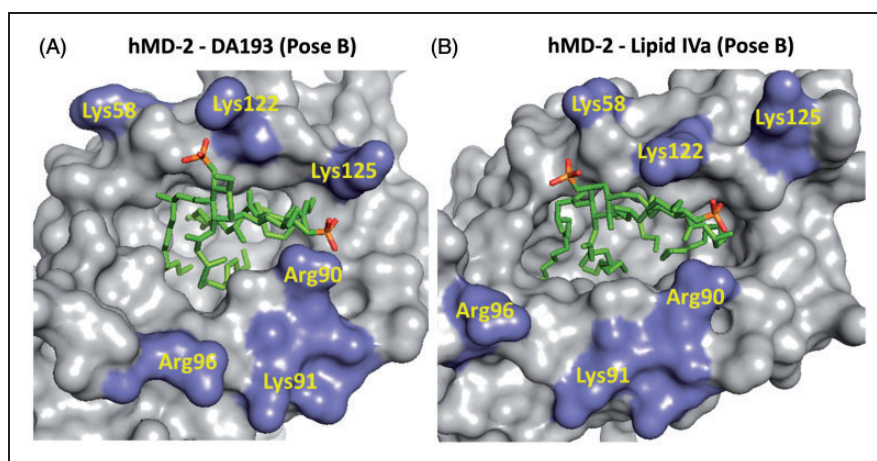 (A)
hMD-2 - DA193 (Pose B)
Lys58
Lys122
Lys125
Arg90
Arg96
Lys91
(B)
hMD-2 - Lipid IVa (Pose B)
Lys58
Lys125
Lys122
Arg90
Arg96
Lys91